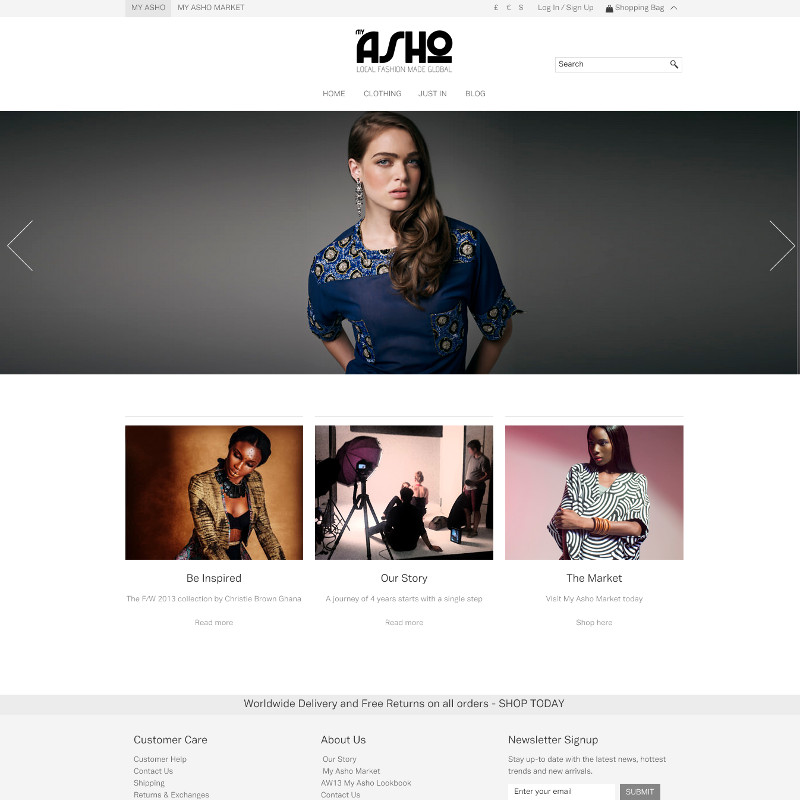 MY ASHO MY ASHO MARKET £ € $ Log In / Sign Up Shopping Bag
MY
ASHO
LOCAL FASHION MADE GLOBAL
Search
HOME CLOTHING JUST IN BLOG
Be Inspired Our Story The Market
The F/W 2013 collection by Christie Brown Ghana A journey of 4 years starts with a single step Visit My Asho Market today
Read more Read more Shop here
Worldwide Delivery and Free Returns on all orders - SHOP TODAY
Customer Care About Us Newsletter Signup
Customer Help Our Story Stay up-to date with the latest news, hottest
Contact Us My Asho Market trends and new arrivals.
Shipping AW13 My Asho Lookbook
Returns & Exchanges Contact Us Enter your email SUBMIT